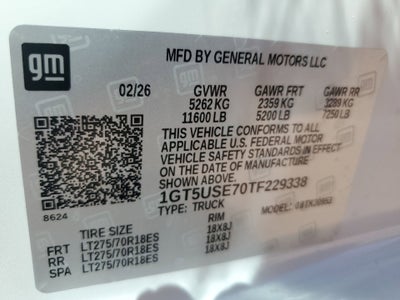 gm
MFD BY GENERAL MOTORS LLC
02/26 GVWR GAWR FRT GAWR RR
5262 KG 2359 KG 3289 KG
11600 LB 5200 LB 7250 LB
THIS VEHICLE CONFORMS TO ALL
APPLICABLE U.S. FEDERAL MOTOR
VEHICLE SAFETY STANDARDS IN EFFECT
ON THE DATE OF MANUFACTURE
SHOWN ABOVE.
1GT5USE70TF229338
8624
TYPE: TRUCK MODEL:
TIRE SIZE RIM
FRT LT275/70R18ES 18X8J
RR LT275/70R18ES 18X8J
SPA LT275/70R18ES 18X8J